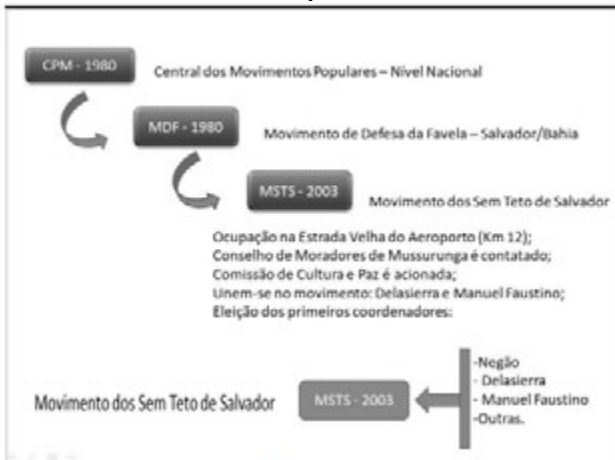 CPM - 1980
Central dos Movimentos Populares – Nível Nacional
MDF - 1980
Movimento de Defesa da Favela – Salvador/Bahia
MSTS - 2003
Movimento dos Sem Teto de Salvador
Ocupação na Estrada Velha do Aeroporto (Km 12);
Conselho de Moradores de Mussurunga é contatado;
Comissão de Cultura e Paz é acionada;
Unem-se no movimento: Delasierra e Manuel Faustino;
Eleição dos primeiros coordenadores:
-Negão
- Delasierra
- Manuel Faustino
-Outras.
Movimento dos Sem Teto de Salvador
MSTS - 2003